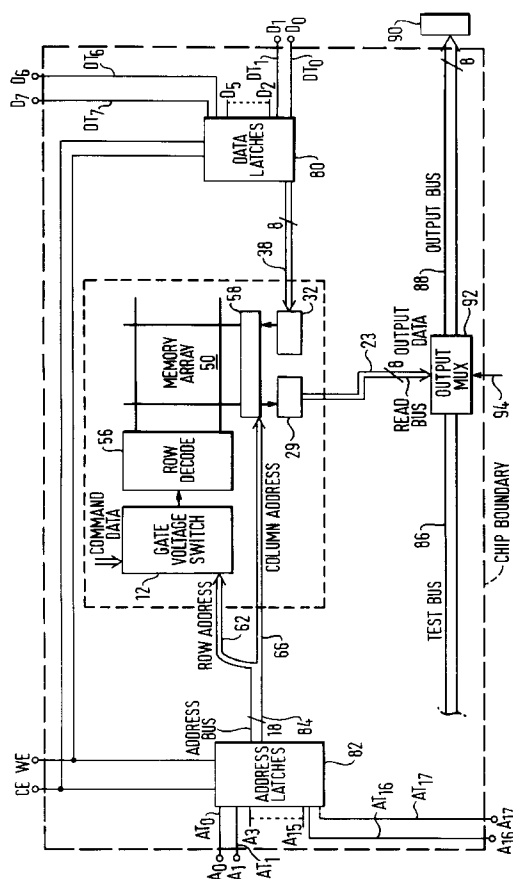 CE WE
A0
A1
AT0
AT1
A3
A15
AT16
AT17
A16 A17
ADDRESS LATCHES
82
ADDRESS BUS
18
84
ROW ADDRESS
62
66
COLUMN ADDRESS
COMMAND DATA
GATE VOLTAGE SWITCH
12
ROW DECODE
56
MEMORY ARRAY
50
58
29
32
38
8
DATA LATCHES
80
D7 D6
DT7
DT6
D5
D2
DT1
DT0
D1
D0
23
8
READ BUS
OUTPUT DATA
OUTPUT MUX
92
94
TEST BUS
86
OUTPUT BUS
88
8
90
CHIP BOUNDARY